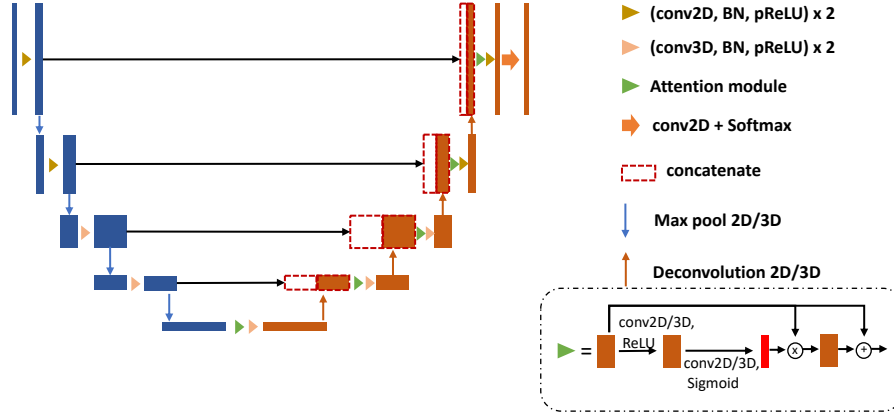 (conv2D, BN, pReLU) x 2
(conv3D, BN, pReLU) x 2
Attention module
conv2D + Softmax
concatenate
Max pool 2D/3D
Deconvolution 2D/3D
=
conv2D/3D,
ReLU
conv2D/3D,
Sigmoid
x
+